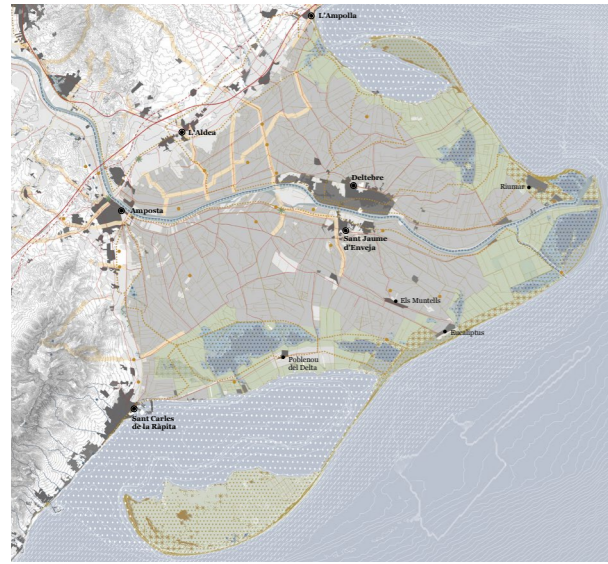 L'Ampolla
L'Aldea
Deltebre
Riumar
Amposta
Sant Jaume
d'Enveja
Els Muntells
Eucaliptus
Poblenou
del Delta
Sant Carles
de la Ràpita